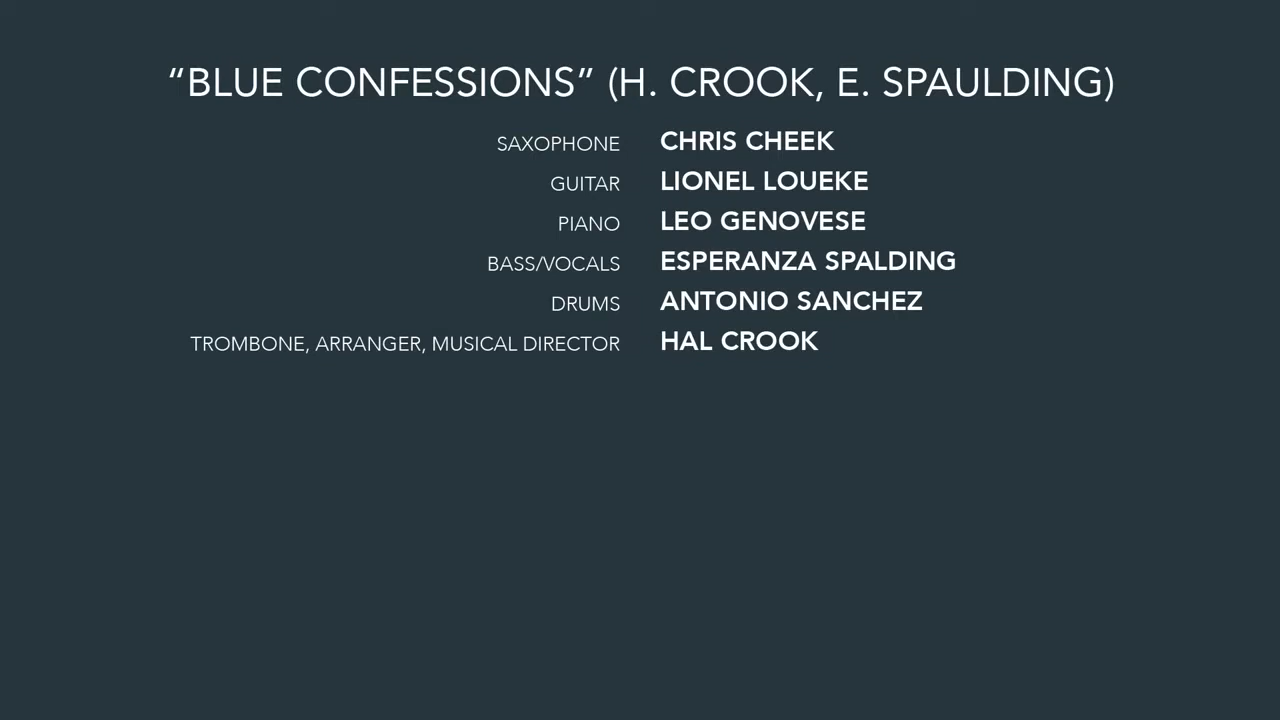 “BLUE CONFESSIONS” (H. CROOK, E. SPAULDING)
SAXOPHONE CHRIS CHEEK
GUITAR LIONEL LOUEKE
PIANO LEO GENOVESE
BASS/VOCALS ESPERANZA SPALDING
DRUMS ANTONIO SANCHEZ
TROMBONE, ARRANGER, MUSICAL DIRECTOR HAL CROOK